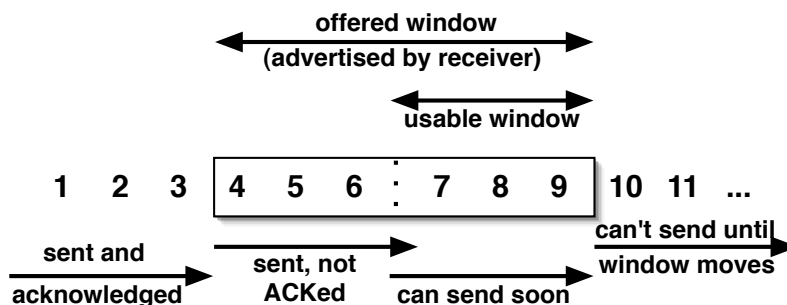 offered window
(advertised by receiver)
usable window
1 2 3 4 5 6 7 8 9 10 11 ...
sent and
acknowledged
sent, not
ACKed
can send soon
can't send until
window moves